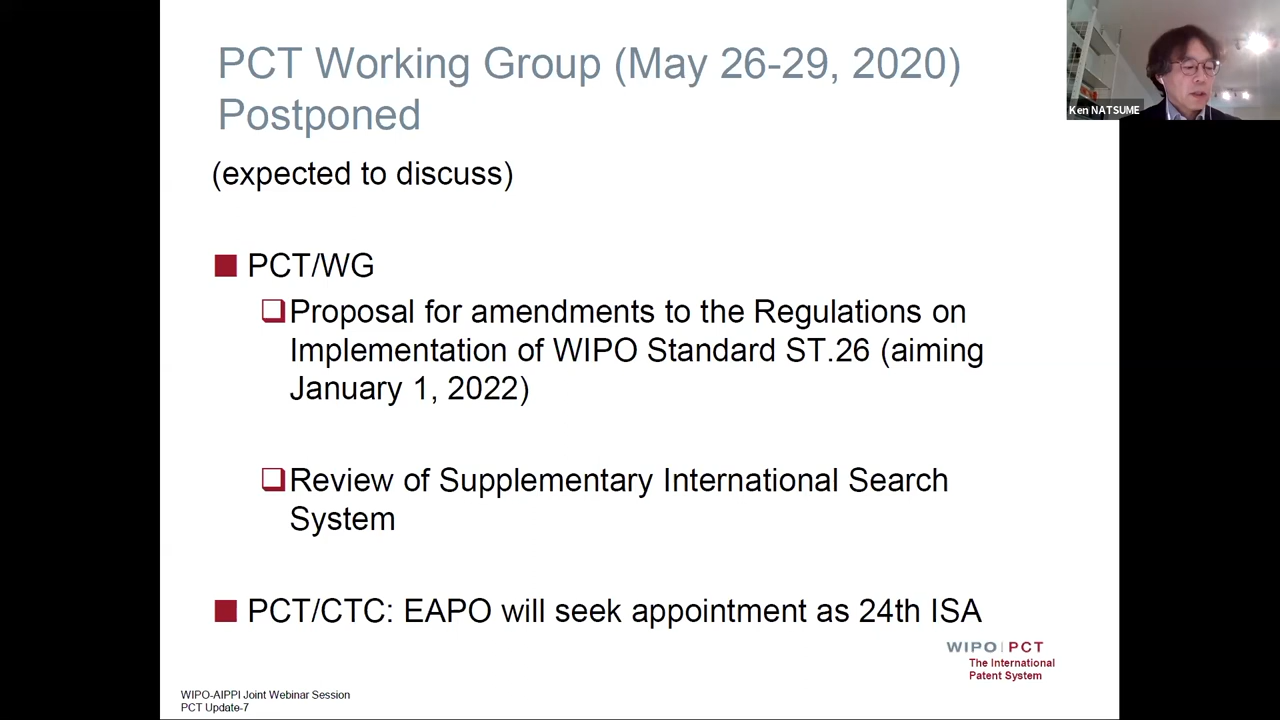 PCT Working Group (May 26-29, 2020)
Postponed
(expected to discuss)
PCT/WG
Proposal for amendments to the Regulations on
Implementation of WIPO Standard ST.26 (aiming
January 1, 2022)
Review of Supplementary International Search
System
PCT/CTC: EAPO will seek appointment as 24th ISA
WIPO|PCT
The International
Patent System
WIPO-AIPPI Joint Webinar Session
PCT Update-7
Ken NATSUME